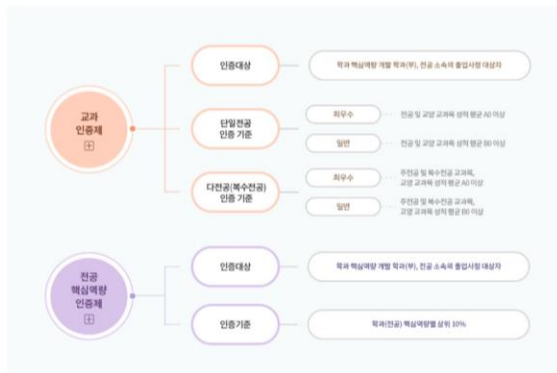 교과
인증제
인증대상
학과 핵심역량 개발 학과(부), 전공 소속의 졸업사정 대상자
단일전공
인증 기준
최우수
전공 및 교양 교과목 성적 평균 A0 이상
일반
전공 및 교양 교과목 성적 평균 B0 이상
다전공(복수전공)
인증 기준
최우수
주전공 및 복수전공 교과목,
교양 교과목 성적 평균 A0 이상
일반
주전공 및 복수전공 교과목,
교양 교과목 성적 평균 B0 이상
전공
핵심역량
인증제
인증대상
학과 핵심역량 개발 학과(부), 전공 소속의 졸업사정 대상자
인증기준
학과(전공) 핵심역량별 상위 10%